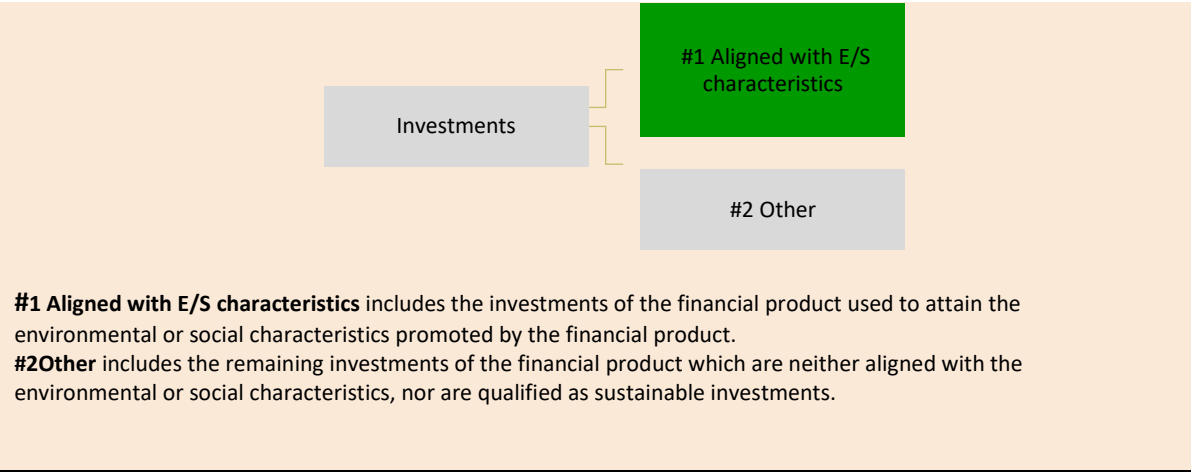 #1 Aligned with E/S
characteristics
Investments
#2 Other
#1 Aligned with E/S characteristics includes the investments of the financial product used to attain the
environmental or social characteristics promoted by the financial product.
#2Other includes the remaining investments of the financial product which are neither aligned with the
environmental or social characteristics, nor are qualified as sustainable investments.